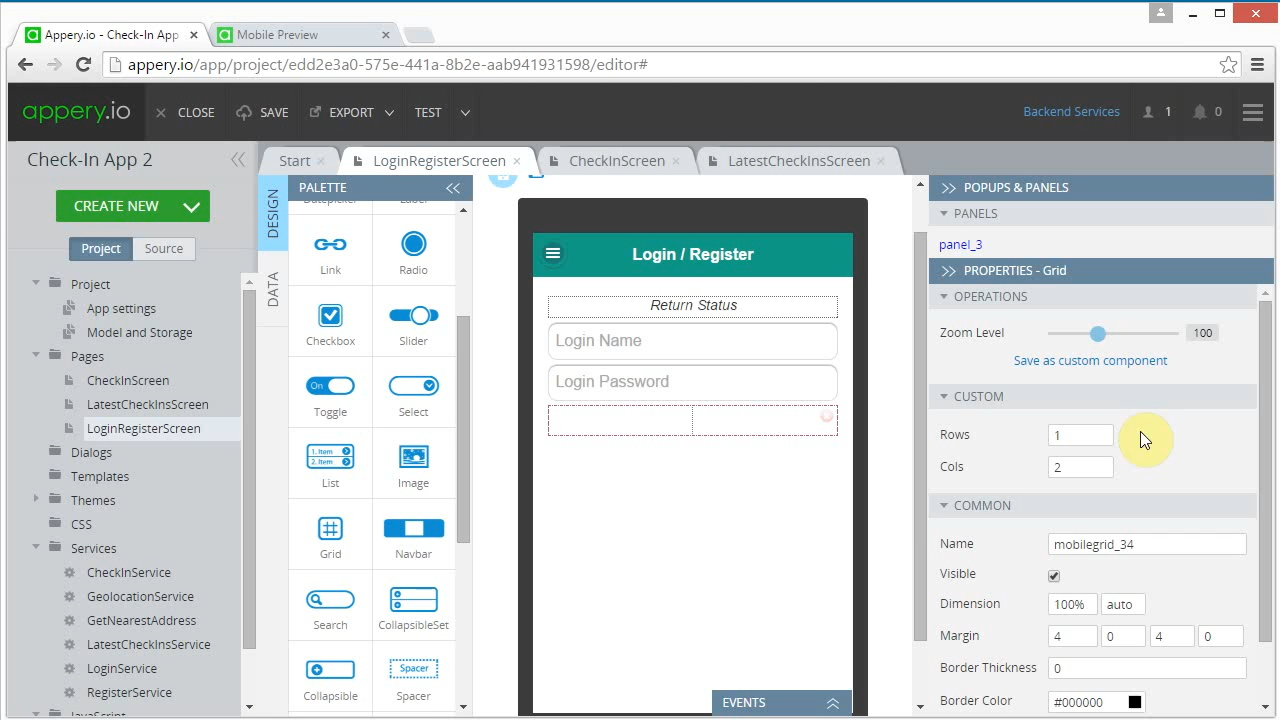 Appery.io - Check-In App
Mobile Preview
appery.io/app/project/edd2e3a0-575e-441a-8b2e-aab941931598/editor#
appery.io
CLOSE
SAVE
EXPORT
TEST
Backend Services
1
0
Check-In App 2
Start
LoginRegisterScreen
CheckInScreen
LatestCheckInsScreen
CREATE NEW
Project
Source
Project
App settings
Model and Storage
Pages
CheckInScreen
LatestCheckInsScreen
LoginRegisterScreen
Dialogs
Templates
Themes
CSS
Services
CheckInService
GeolocationService
GetNearestAddress
LatestCheckInsService
LoginService
RegisterService
JavaScript
DESIGN
DATA
PALETTE
Datepicker
Label
Link
Radio
Checkbox
Slider
On
Toggle
Select
1. Item
2. Item
List
Image
Grid
Navbar
Search
CollapsibleSet
Collapsible
Spacer
Spacer
Login / Register
Return Status
Login Name
Login Password
EVENTS
POPUPS & PANELS
PANELS
panel_3
PROPERTIES - Grid
OPERATIONS
Zoom Level
100
Save as custom component
CUSTOM
Rows
1
Cols
2
COMMON
Name
mobilegrid_34
Visible
Dimension
100%
auto
Margin
4
0
4
0
Border Thickness
0
Border Color
#000000